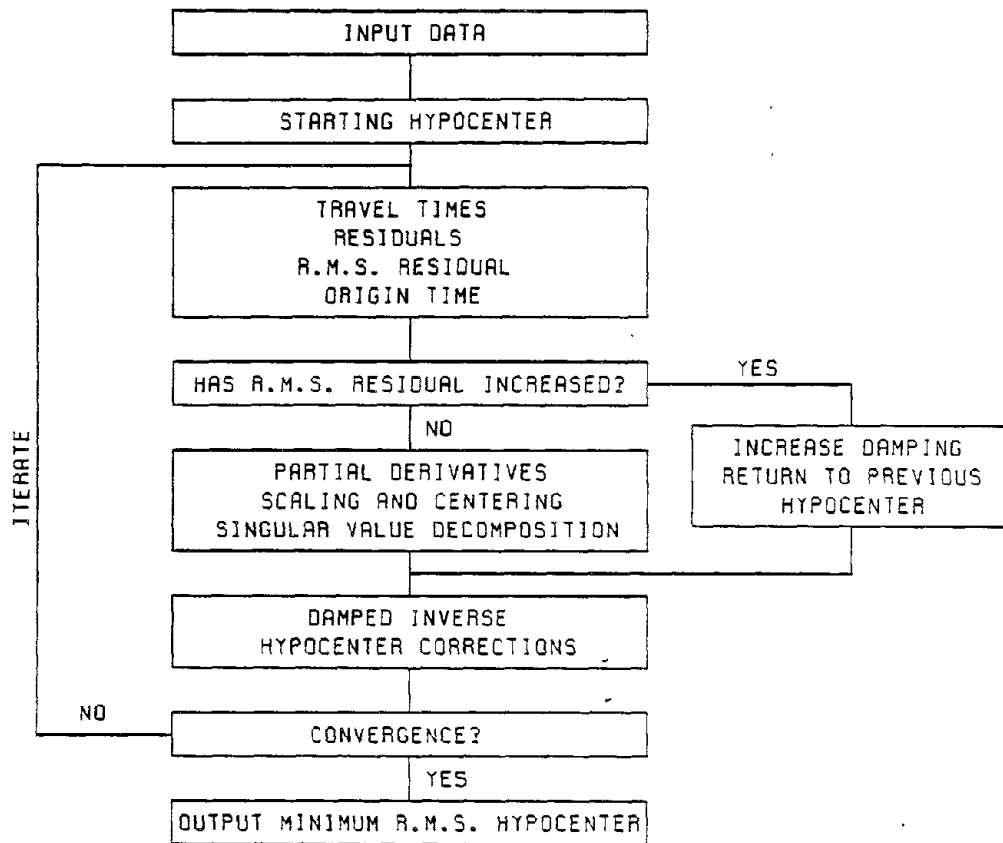 INPUT DATA
STARTING HYPOCENTER
TRAVEL TIMES
RESIDUALS
R.M.S. RESIDUAL
ORIGIN TIME
HAS R.M.S. RESIDUAL INCREASED?
YES
NO
INCREASE DAMPING
RETURN TO PREVIOUS
HYPOCENTER
PARTIAL DERIVATIVES
SCALING AND CENTERING
SINGULAR VALUE DECOMPOSITION
ITERATE
DAMPED INVERSE
HYPOCENTER CORRECTIONS
NO
CONVERGENCE?
YES
OUTPUT MINIMUM R.M.S. HYPOCENTER